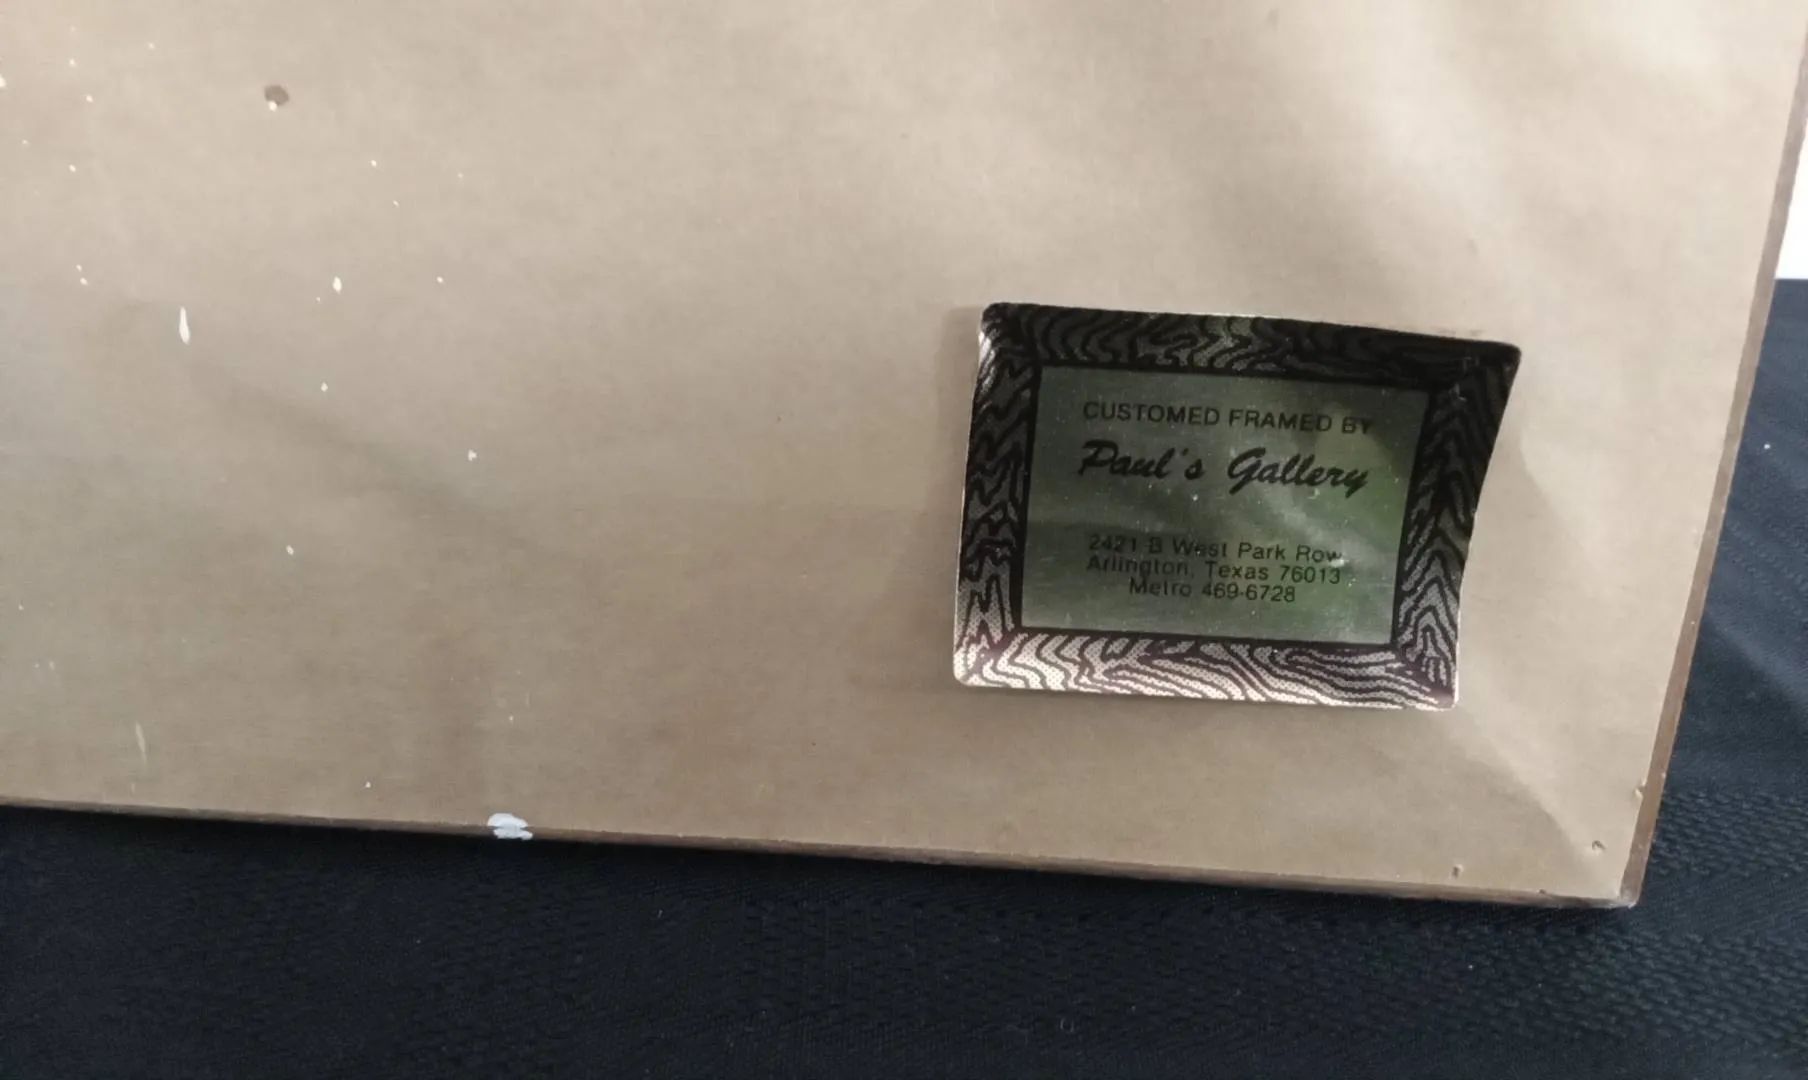 CUSTOMED FRAMED BY
Paul's Gallery
2421 B West Park Row
Arlington, Texas 76013
Metro 469-6728